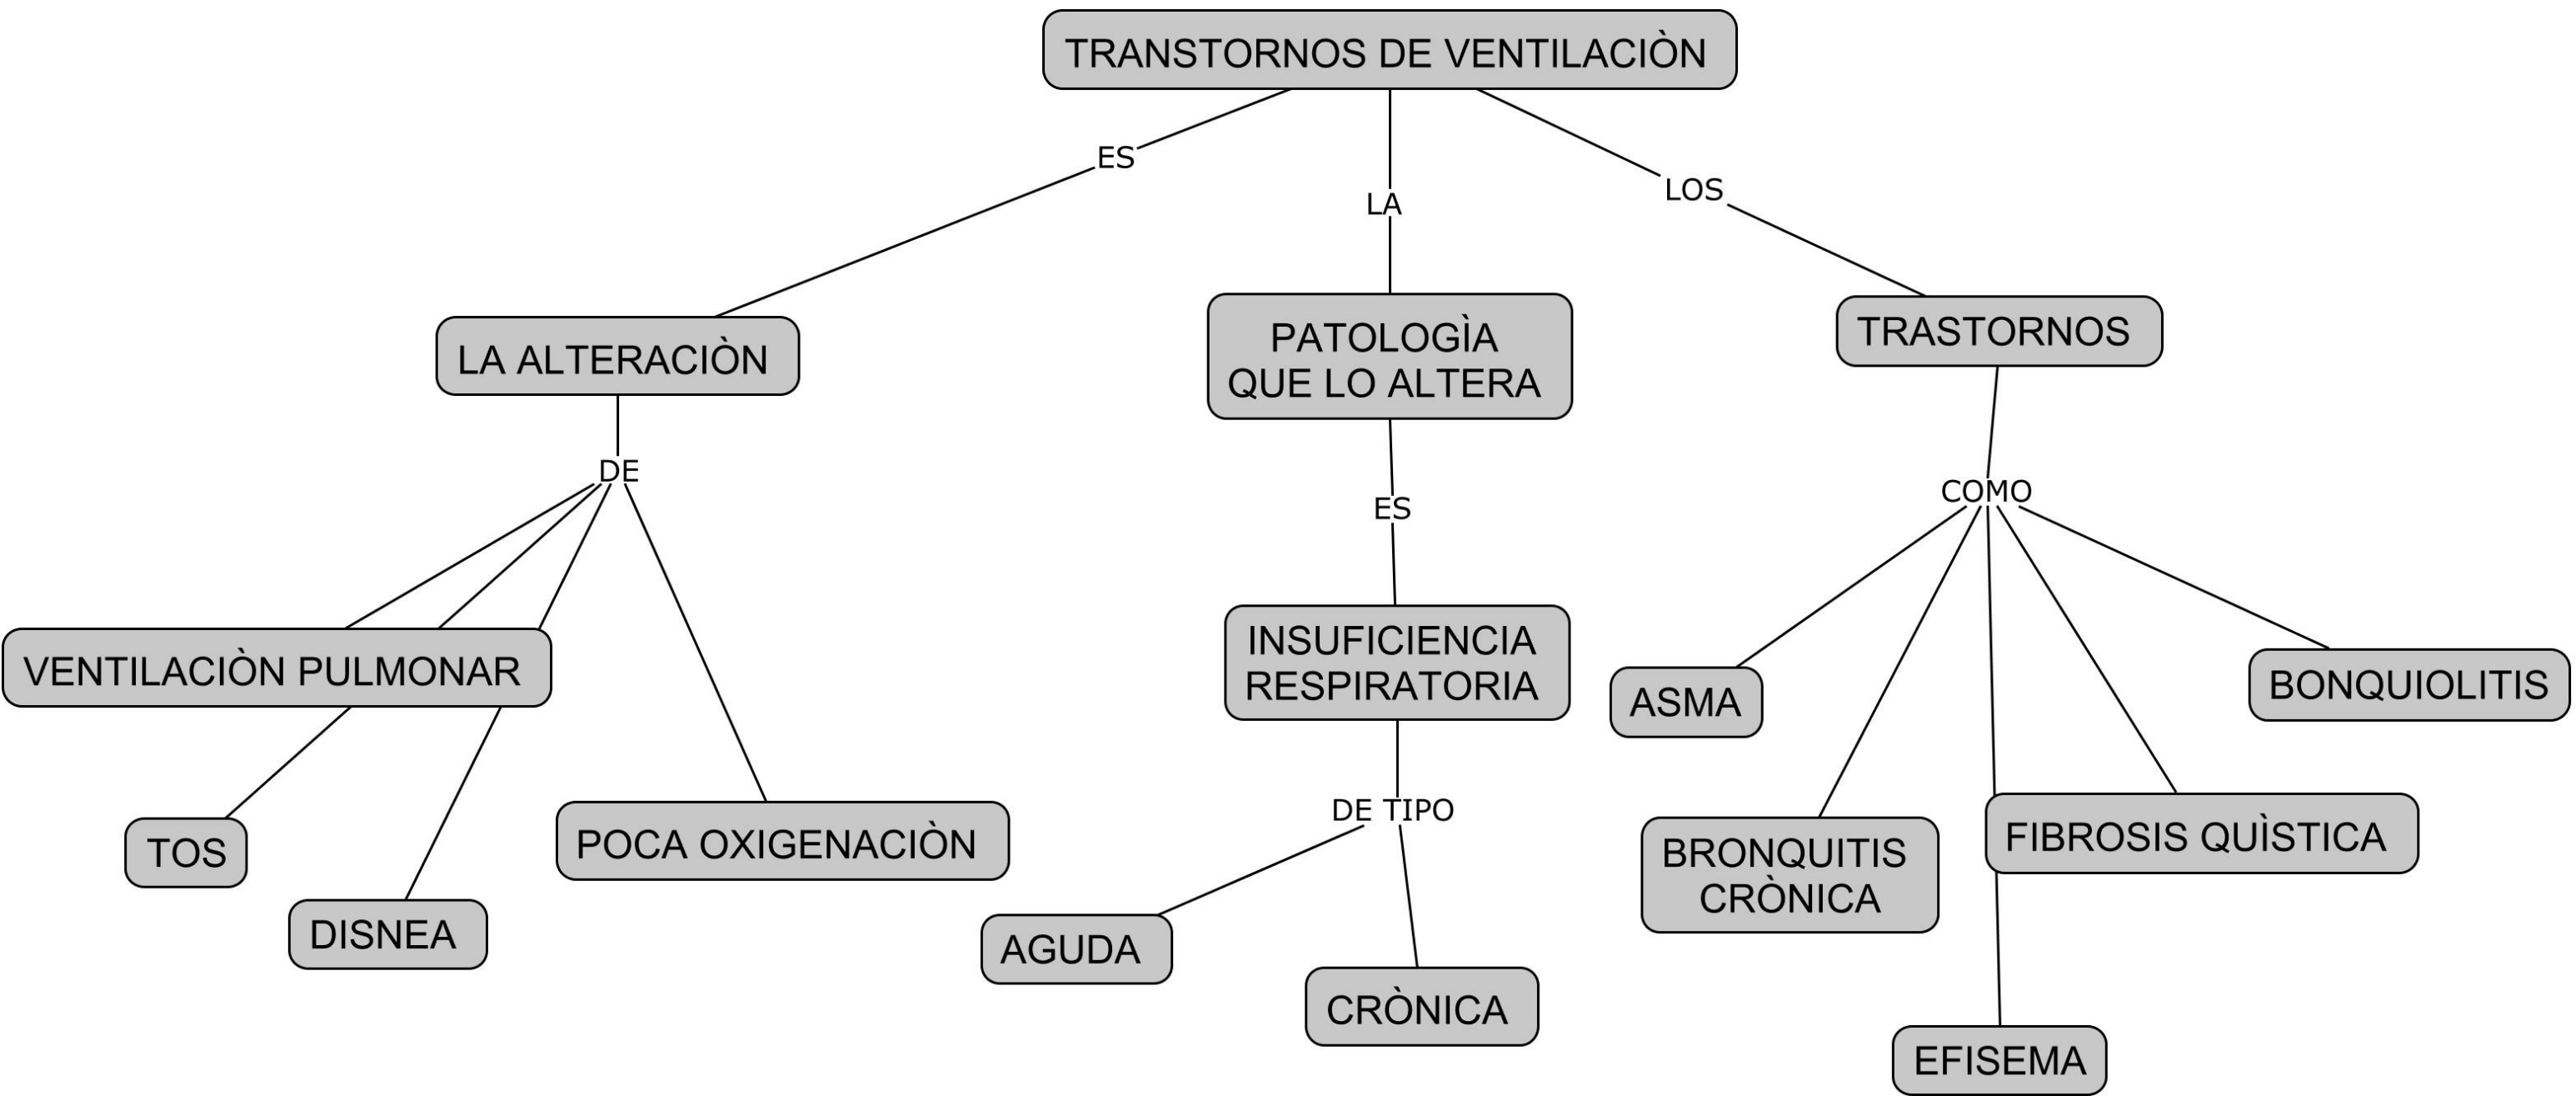 TRANSTORNOS DE VENTILACIÒN
ES
LA
LOS
LA ALTERACIÒN
PATOLOGÌA
QUE LO ALTERA
TRASTORNOS
DE
ES
COMO
VENTILACIÒN PULMONAR
INSUFICIENCIA
RESPIRATORIA
ASMA
BONQUIOLITIS
TOS
DISNEA
POCA OXIGENACIÒN
DE TIPO
AGUDA
CRÒNICA
BRONQUITIS
CRÒNICA
FIBROSIS QUÌSTICA
EFISEMA